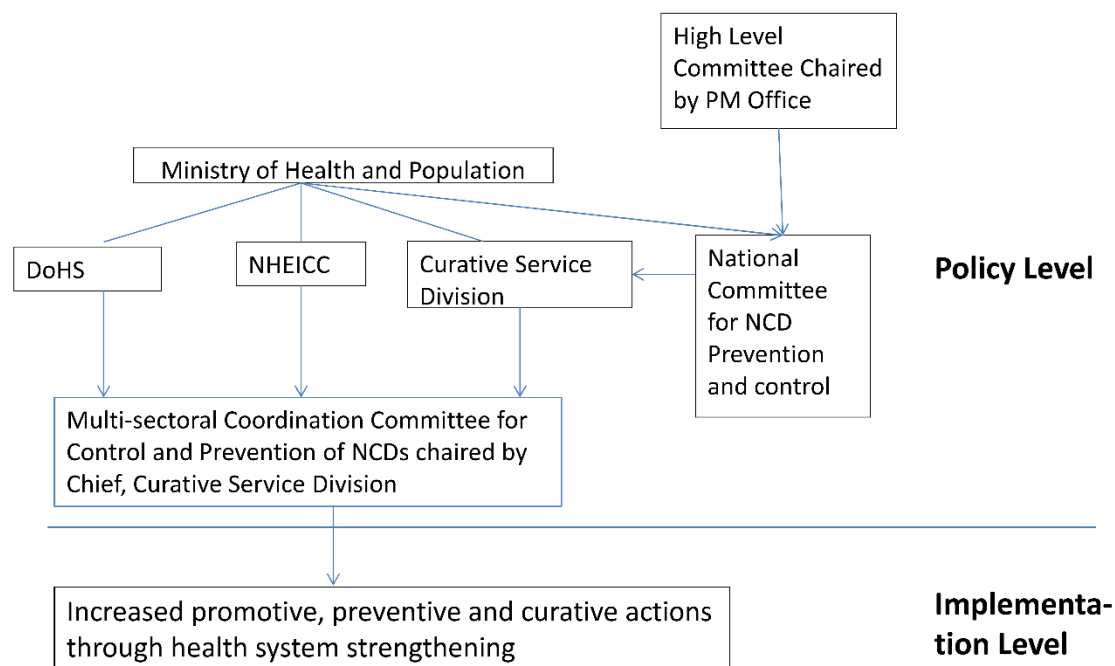 High Level
Committee Chaired
by PM Office
Ministry of Health and Population
DoHS
NHEICC
Curative Service
Division
National
Committee
for NCD
Prevention
and control
Policy Level
Multi-sectoral Coordination Committee for
Control and Prevention of NCDs chaired by
Chief, Curative Service Division
Increased promotive, preventive and curative actions
through health system strengthening
Implementa-
tion Level